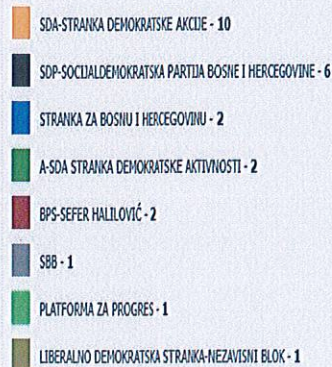 SDA-STRANKA DEMOKRATSKE AKCIJE - 10
SDP-SOCIJALDEMOKRATSKA PARTIJA BOSNE I HERCEGOVINE - 6
STRANKA ZA BOSNU I HERCEGOVINU - 2
A-SDA STRANKA DEMOKRATSKE AKTIVNOSTI - 2
BPS-SEFER HALILOVIĆ - 2
SBB - 1
PLATFORMA ZA PROGRES - 1
LIBERALNO DEMOKRATSKA STRANKA-NEZAVISNI BLOK - 1